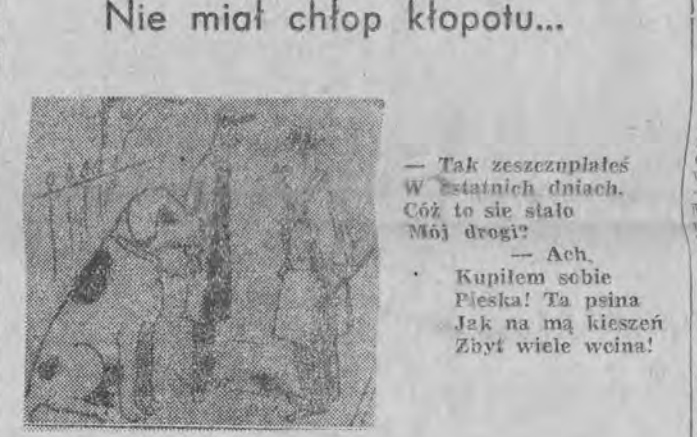 Nie miał chłop kłopotu...
— Tak zeszczuplałeś
W ostatnich dniach.
Cóż to sie stało
Mój drogi?
— Ach,
Kupiłem sobie
Pieska! Ta psina
Jak na mą kieszeń
Zbyt wiele wcina!